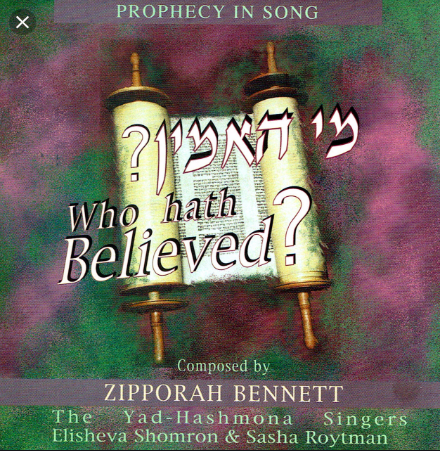 PROPHECY IN SONG
מי האמין?
Who hath
Believed?
Composed by
ZIPPORAH BENNETT
The Yad-Hashmona Singers
Elisheva Shomron & Sasha Roytman